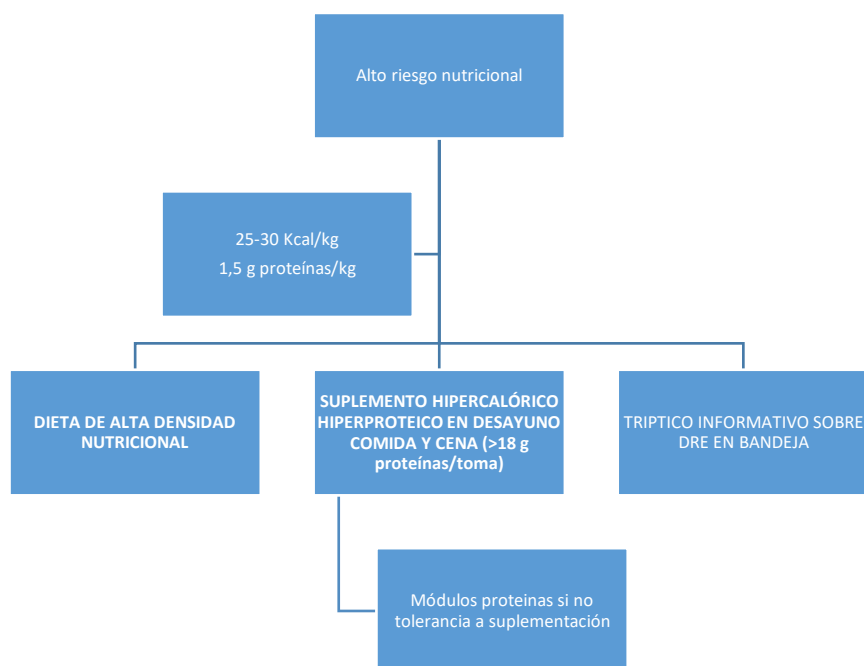 Alto riesgo nutricional
25-30 Kcal/kg
1,5 g proteínas/kg
DIETA DE ALTA DENSIDAD
NUTRICIONAL
SUPLEMENTO HIPERCALÓRICO
HIPERPROTEICO EN DESAYUNO
COMIDA Y CENA (>18 g
proteínas/toma)
TRIPTICO INFORMATIVO SOBRE
DRE EN BANDEJA
Módulos proteinas si no
tolerancia a suplementación